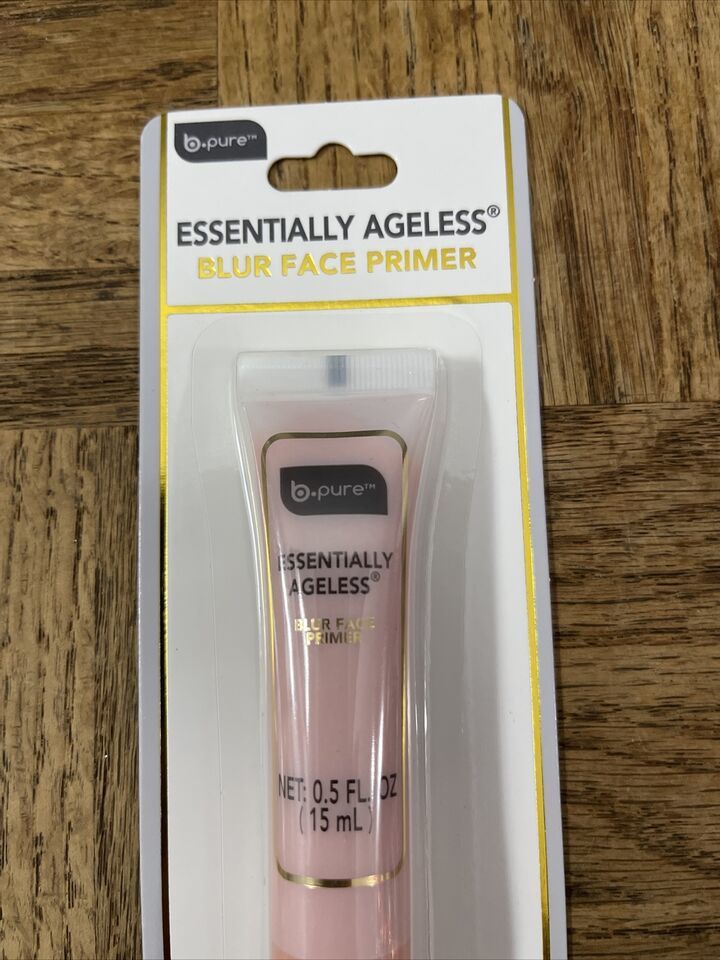 b.pure™
ESSENTIALLY AGELESS®
BLUR FACE PRIMER
b.pure™
ESSENTIALLY
AGELESS®
BLUR FACE
PRIMER
NET: 0.5 FL. OZ
(15 mL)